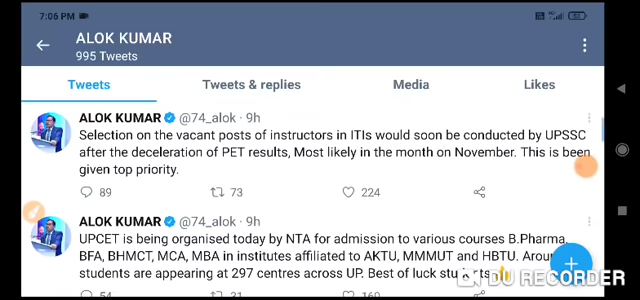 7:06 PM
ALOK KUMAR
995 Tweets
Tweets
Tweets & replies
Media
Likes
ALOK KUMAR @74_alok · 9h
Selection on the vacant posts of instructors in ITIs would soon be conducted by UPSSC
after the deceleration of PET results, Most likely in the month on November. This is been
given top priority.
89
73
224
ALOK KUMAR @74_alok · 9h
UPCET is being organised today by NTA for admission to various courses B.Pharma,
BFA, BHMCT, MCA, MBA in institutes affiliated to AKTU, MMMUT and HBTU. Arou
students are appearing at 297 centres across UP. Best of luck students
54
31
160
DU RECORDER